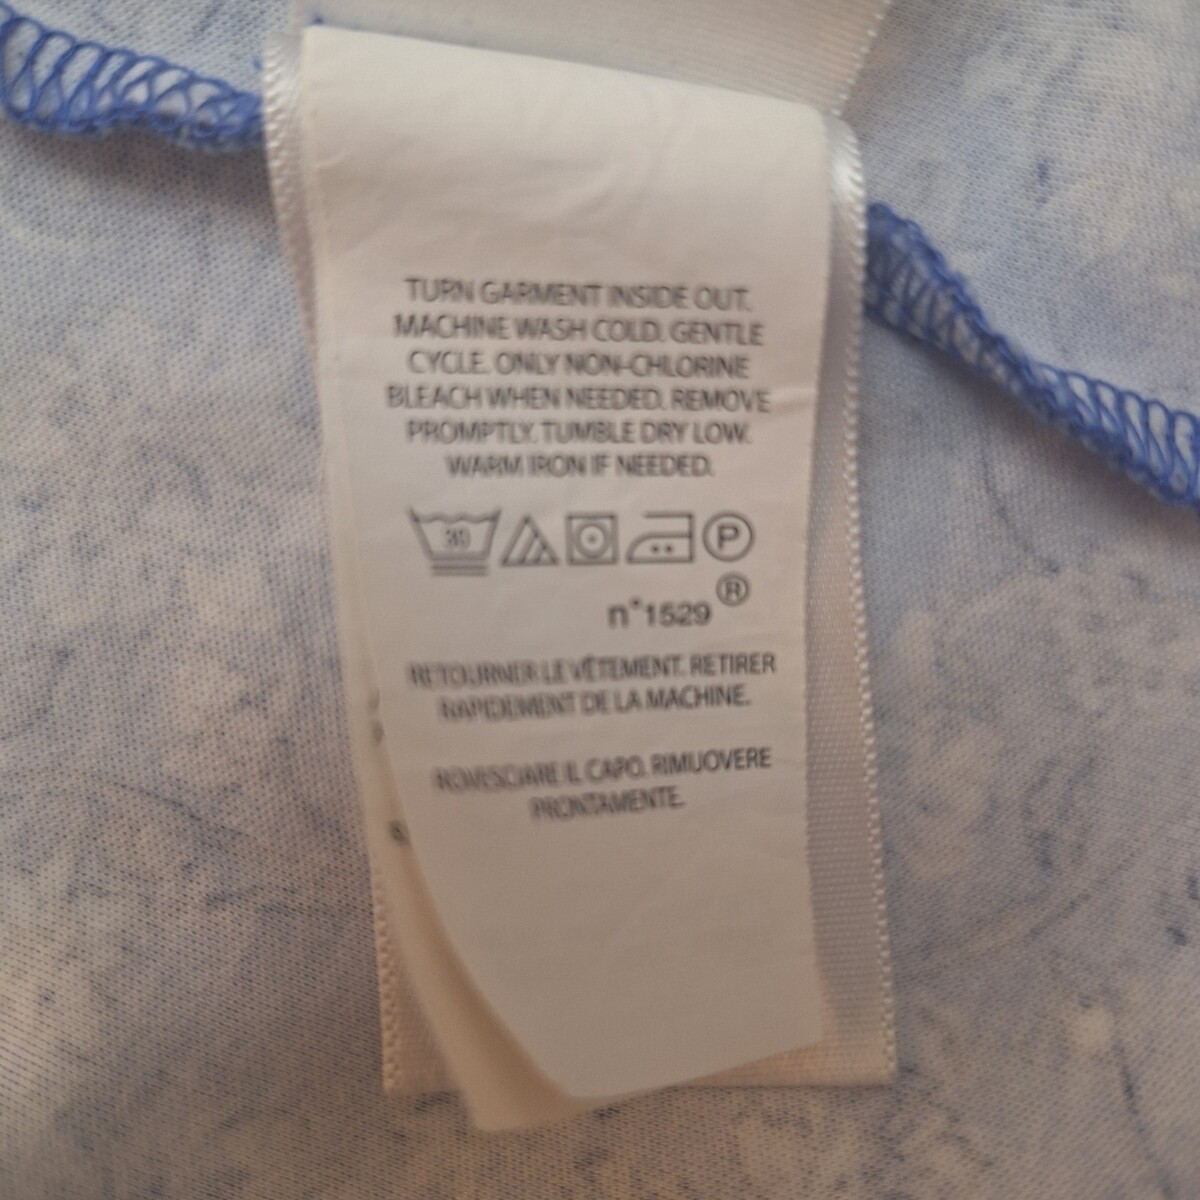 TURN GARMENT INSIDE OUT.
MACHINE WASH COLD. GENTLE
CYCLE. ONLY NON-CHLORINE
BLEACH WHEN NEEDED. REMOVE
PROMPTLY. TUMBLE DRY LOW.
WARM IRON IF NEEDED.
30 P
n°1529 ®
RETOURNER LE VÊTEMENT. RETIRER
RAPIDEMENT DE LA MACHINE.
ROVESCIARE IL CAPO. RIMUOVERE
PRONTAMENTE.